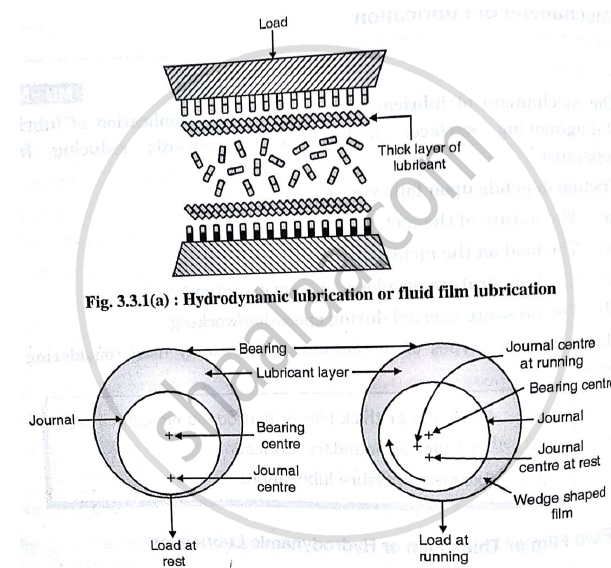 Load
Thick layer of
lubricant
Fig. 3.3.1(a) : Hydrodynamic lubrication or fluid film lubrication
Bearing
Lubricant layer
Journal
Bearing
centre
Journal
centre
Load at
rest
Journal centre
at running
Bearing centre
Journal
Journal
centre at rest
Wedge shaped
film
Load at
running
shaalaa.com